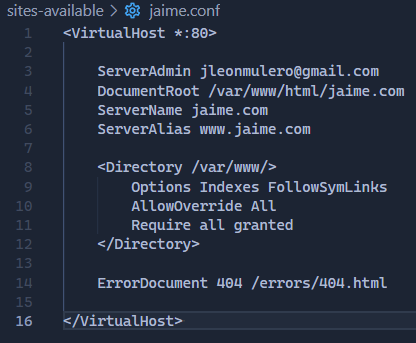 sites-available > jaime.conf
1 <VirtualHost *:80>
2
3 ServerAdmin jleonmulero@gmail.com
4 DocumentRoot /var/www/html/jaime.com
5 ServerName jaime.com
6 ServerAlias www.jaime.com
7
8 <Directory /var/www/>
9 Options Indexes FollowSymLinks
10 AllowOverride All
11 Require all granted
12 </Directory>
13
14 ErrorDocument 404 /errors/404.html
15
16 </VirtualHost>